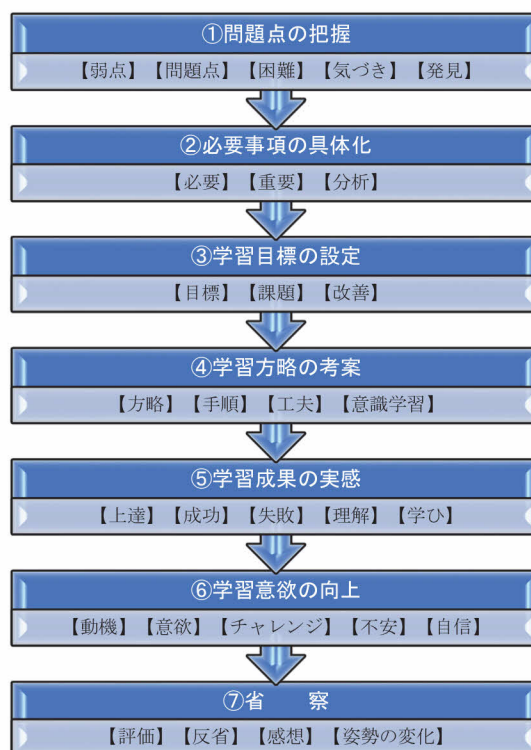 ①問題点の把握
【弱点】【問題点】【困難】【気づき】【発見】
②必要事項の具体化
【必要】【重要】【分析】
③学習目標の設定
【目標】【課題】【改善】
④学習方略の考案
【方略】【手順】【工夫】【意識学習】
⑤学習成果の実感
【上達】【成功】【失敗】【理解】【学ひ】
⑥学習意欲の向上
【動機】【意欲】【チャレンジ】【不安】【自信】
⑦省　　察
【評価】【反省】【感想】【姿勢の変化】